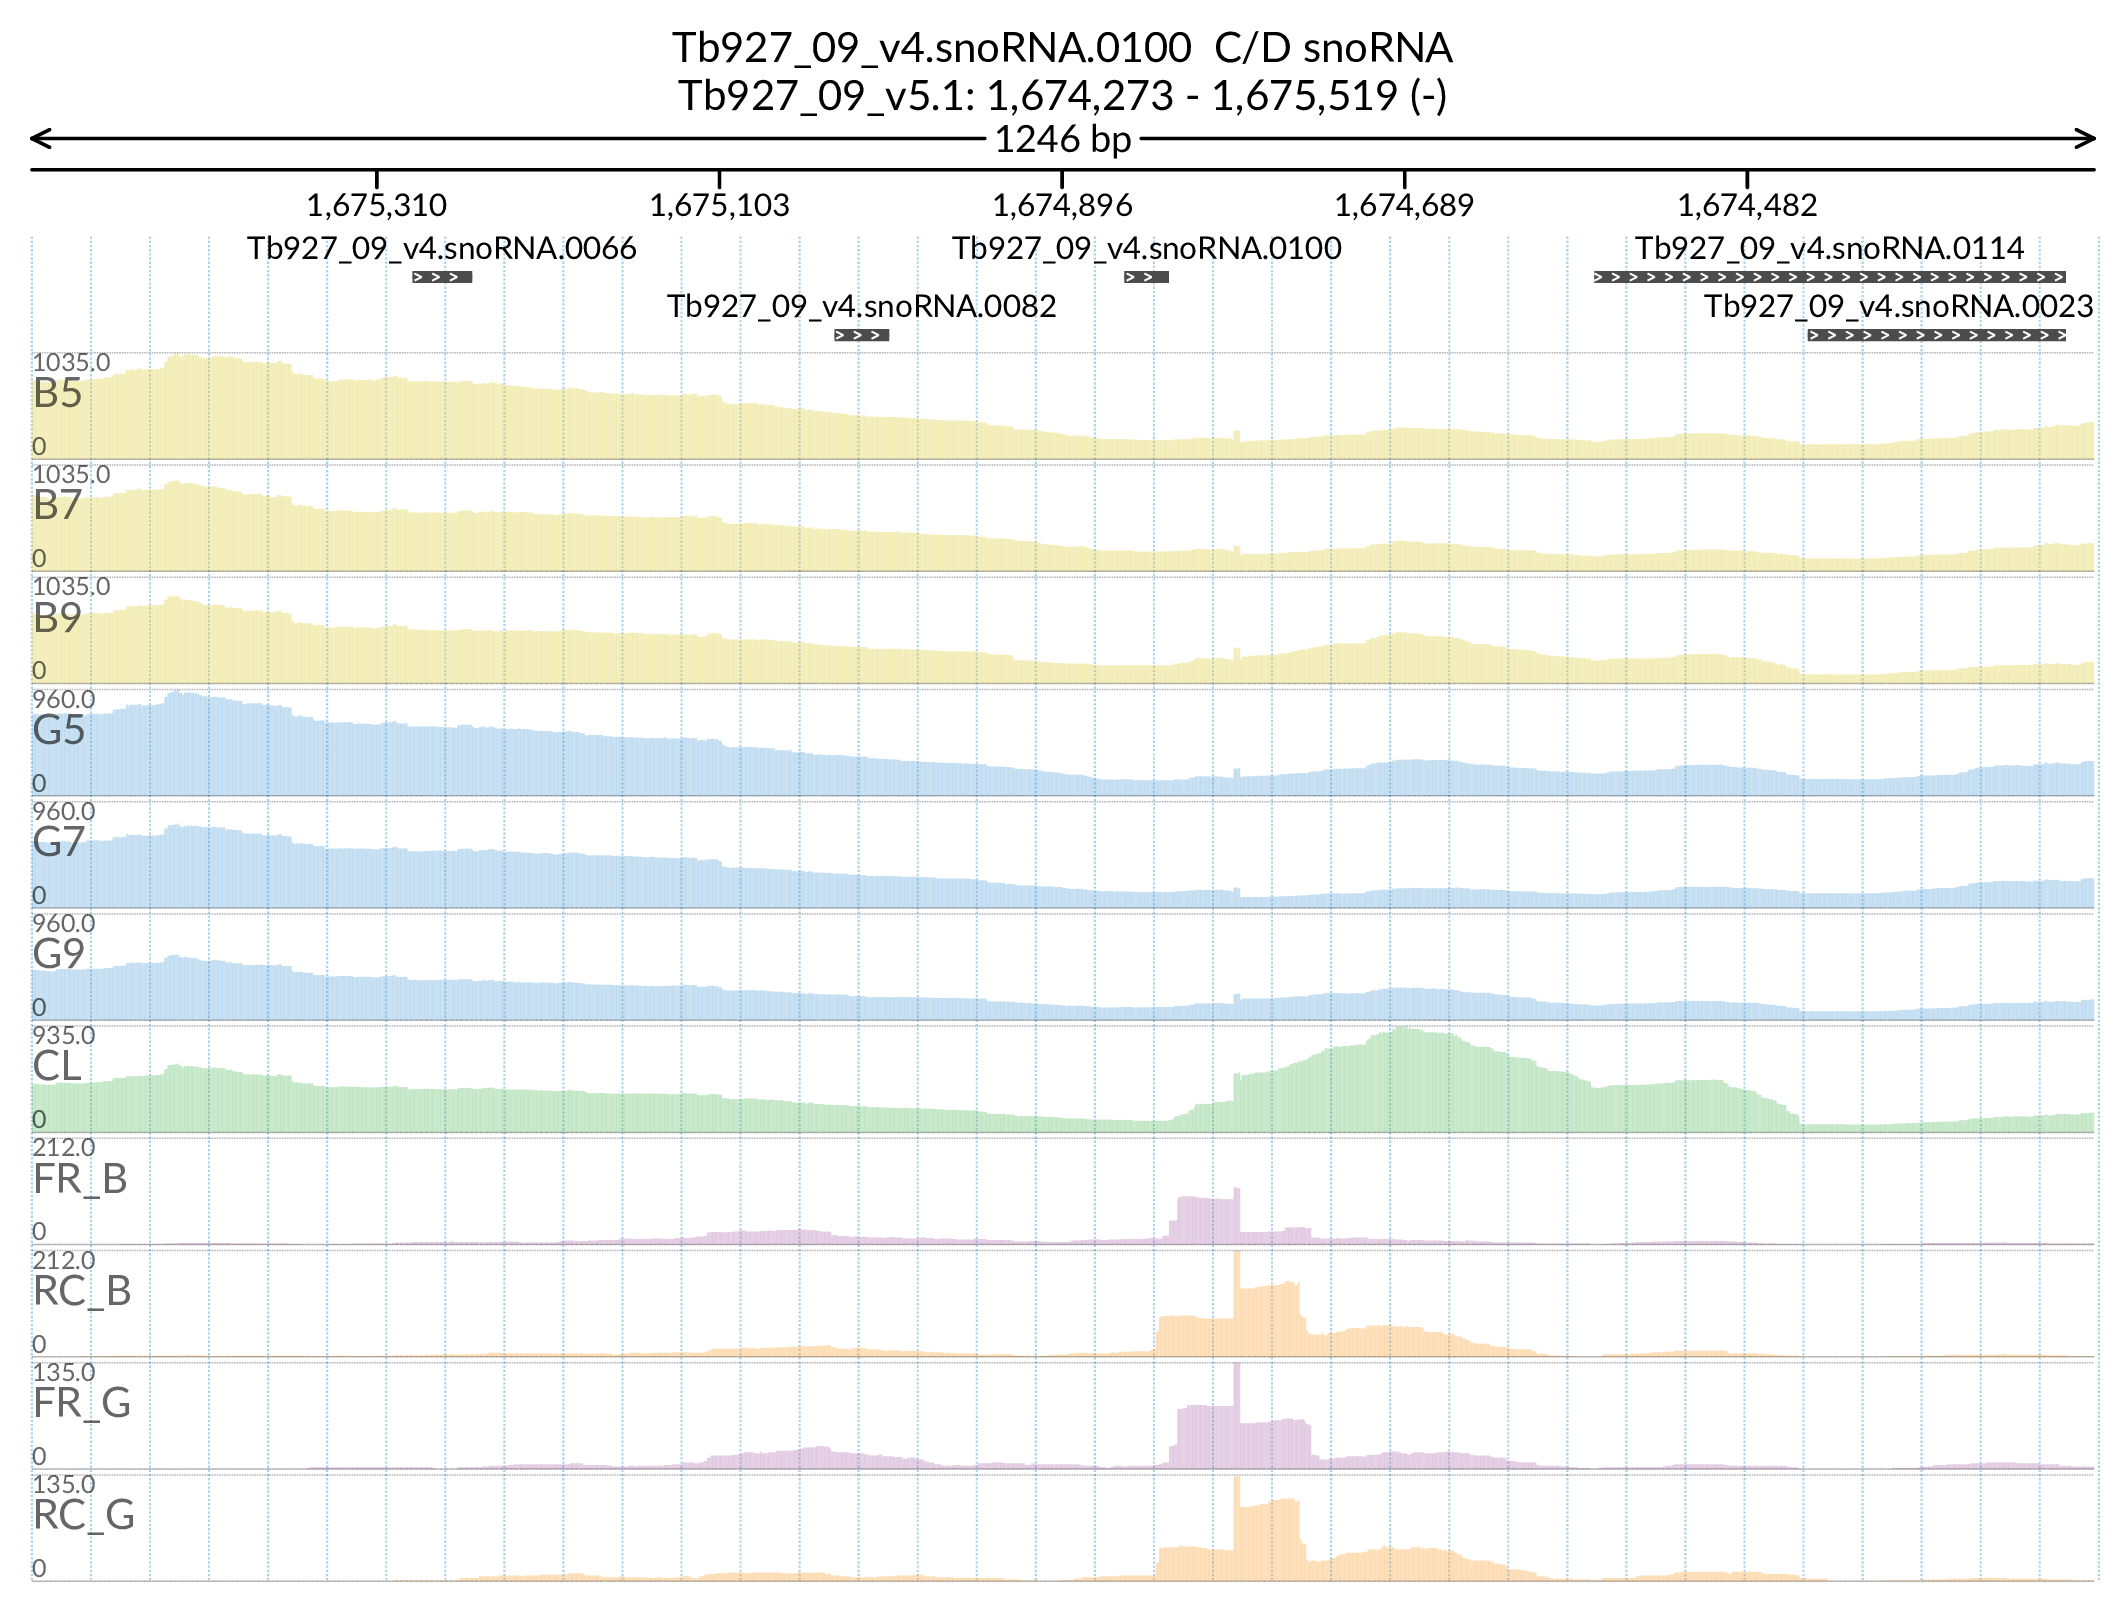 Tb927_09_v4.snoRNA.0100  C/D snoRNA
Tb927_09_v5.1: 1,674,273 - 1,675,519 (-)
1246 bp
1,675,310 1,675,103 1,674,896 1,674,689 1,674,482
Tb927_09_v4.snoRNA.0066 Tb927_09_v4.snoRNA.0100 Tb927_09_v4.snoRNA.0114
Tb927_09_v4.snoRNA.0082 Tb927_09_v4.snoRNA.0023
1035.0
B5
0
1035.0
B7
0
1035.0
B9
0
960.0
G5
0
960.0
G7
0
960.0
G9
0
935.0
CL
0
212.0
FR_B
0
212.0
RC_B
0
135.0
FR_G
0
135.0
RC_G
0